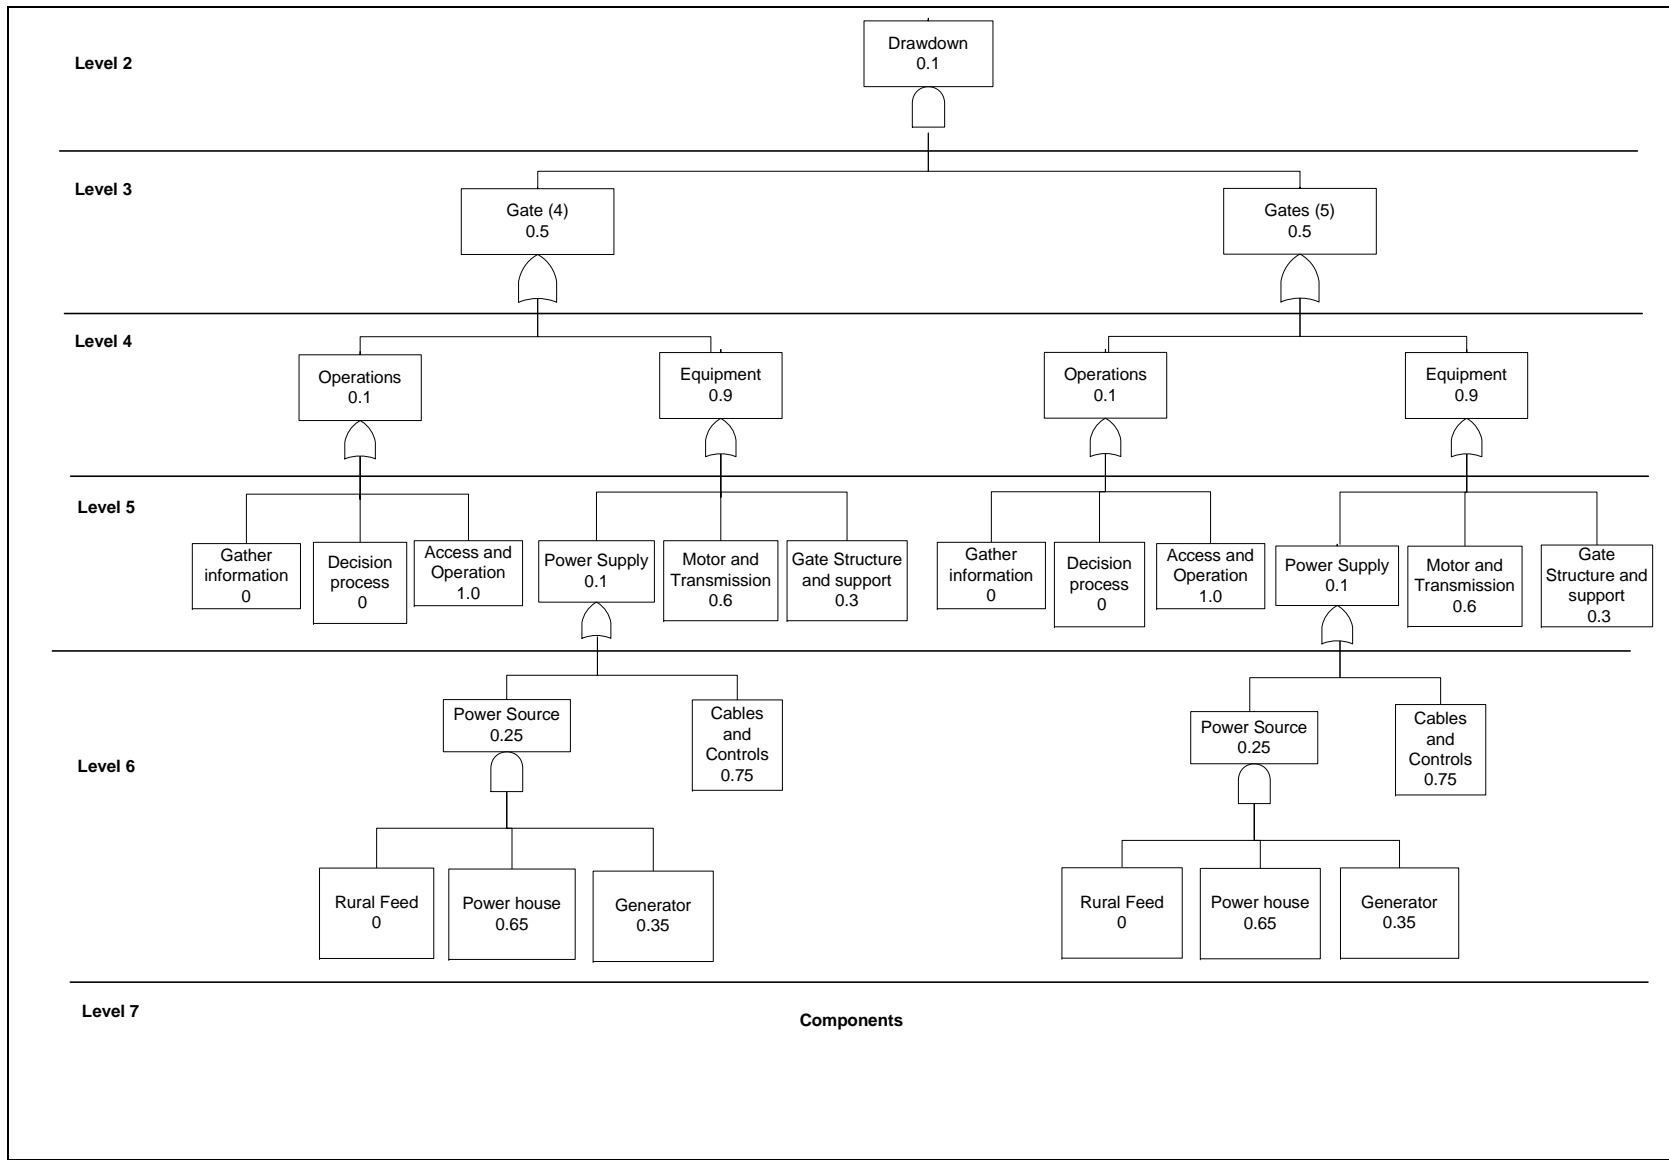 Level 2
Drawdown
0.1
Level 3
Gate (4)
0.5
Gates (5)
0.5
Level 4
Operations
0.1
Equipment
0.9
Operations
0.1
Equipment
0.9
Level 5
Gather
information
0
Decision
process
0
Access and
Operation
1.0
Power Supply
0.1
Motor and
Transmission
0.6
Gate Structure
and support
0.3
Gather
information
0
Decision
process
0
Access and
Operation
1.0
Power Supply
0.1
Motor and
Transmission
0.6
Gate
Structure and
support
0.3
Level 6
Power Source
0.25
Cables
and
Controls
0.75
Power Source
0.25
Cables
and
Controls
0.75
Rural Feed
0
Power house
0.65
Generator
0.35
Rural Feed
0
Power house
0.65
Generator
0.35
Level 7
Components